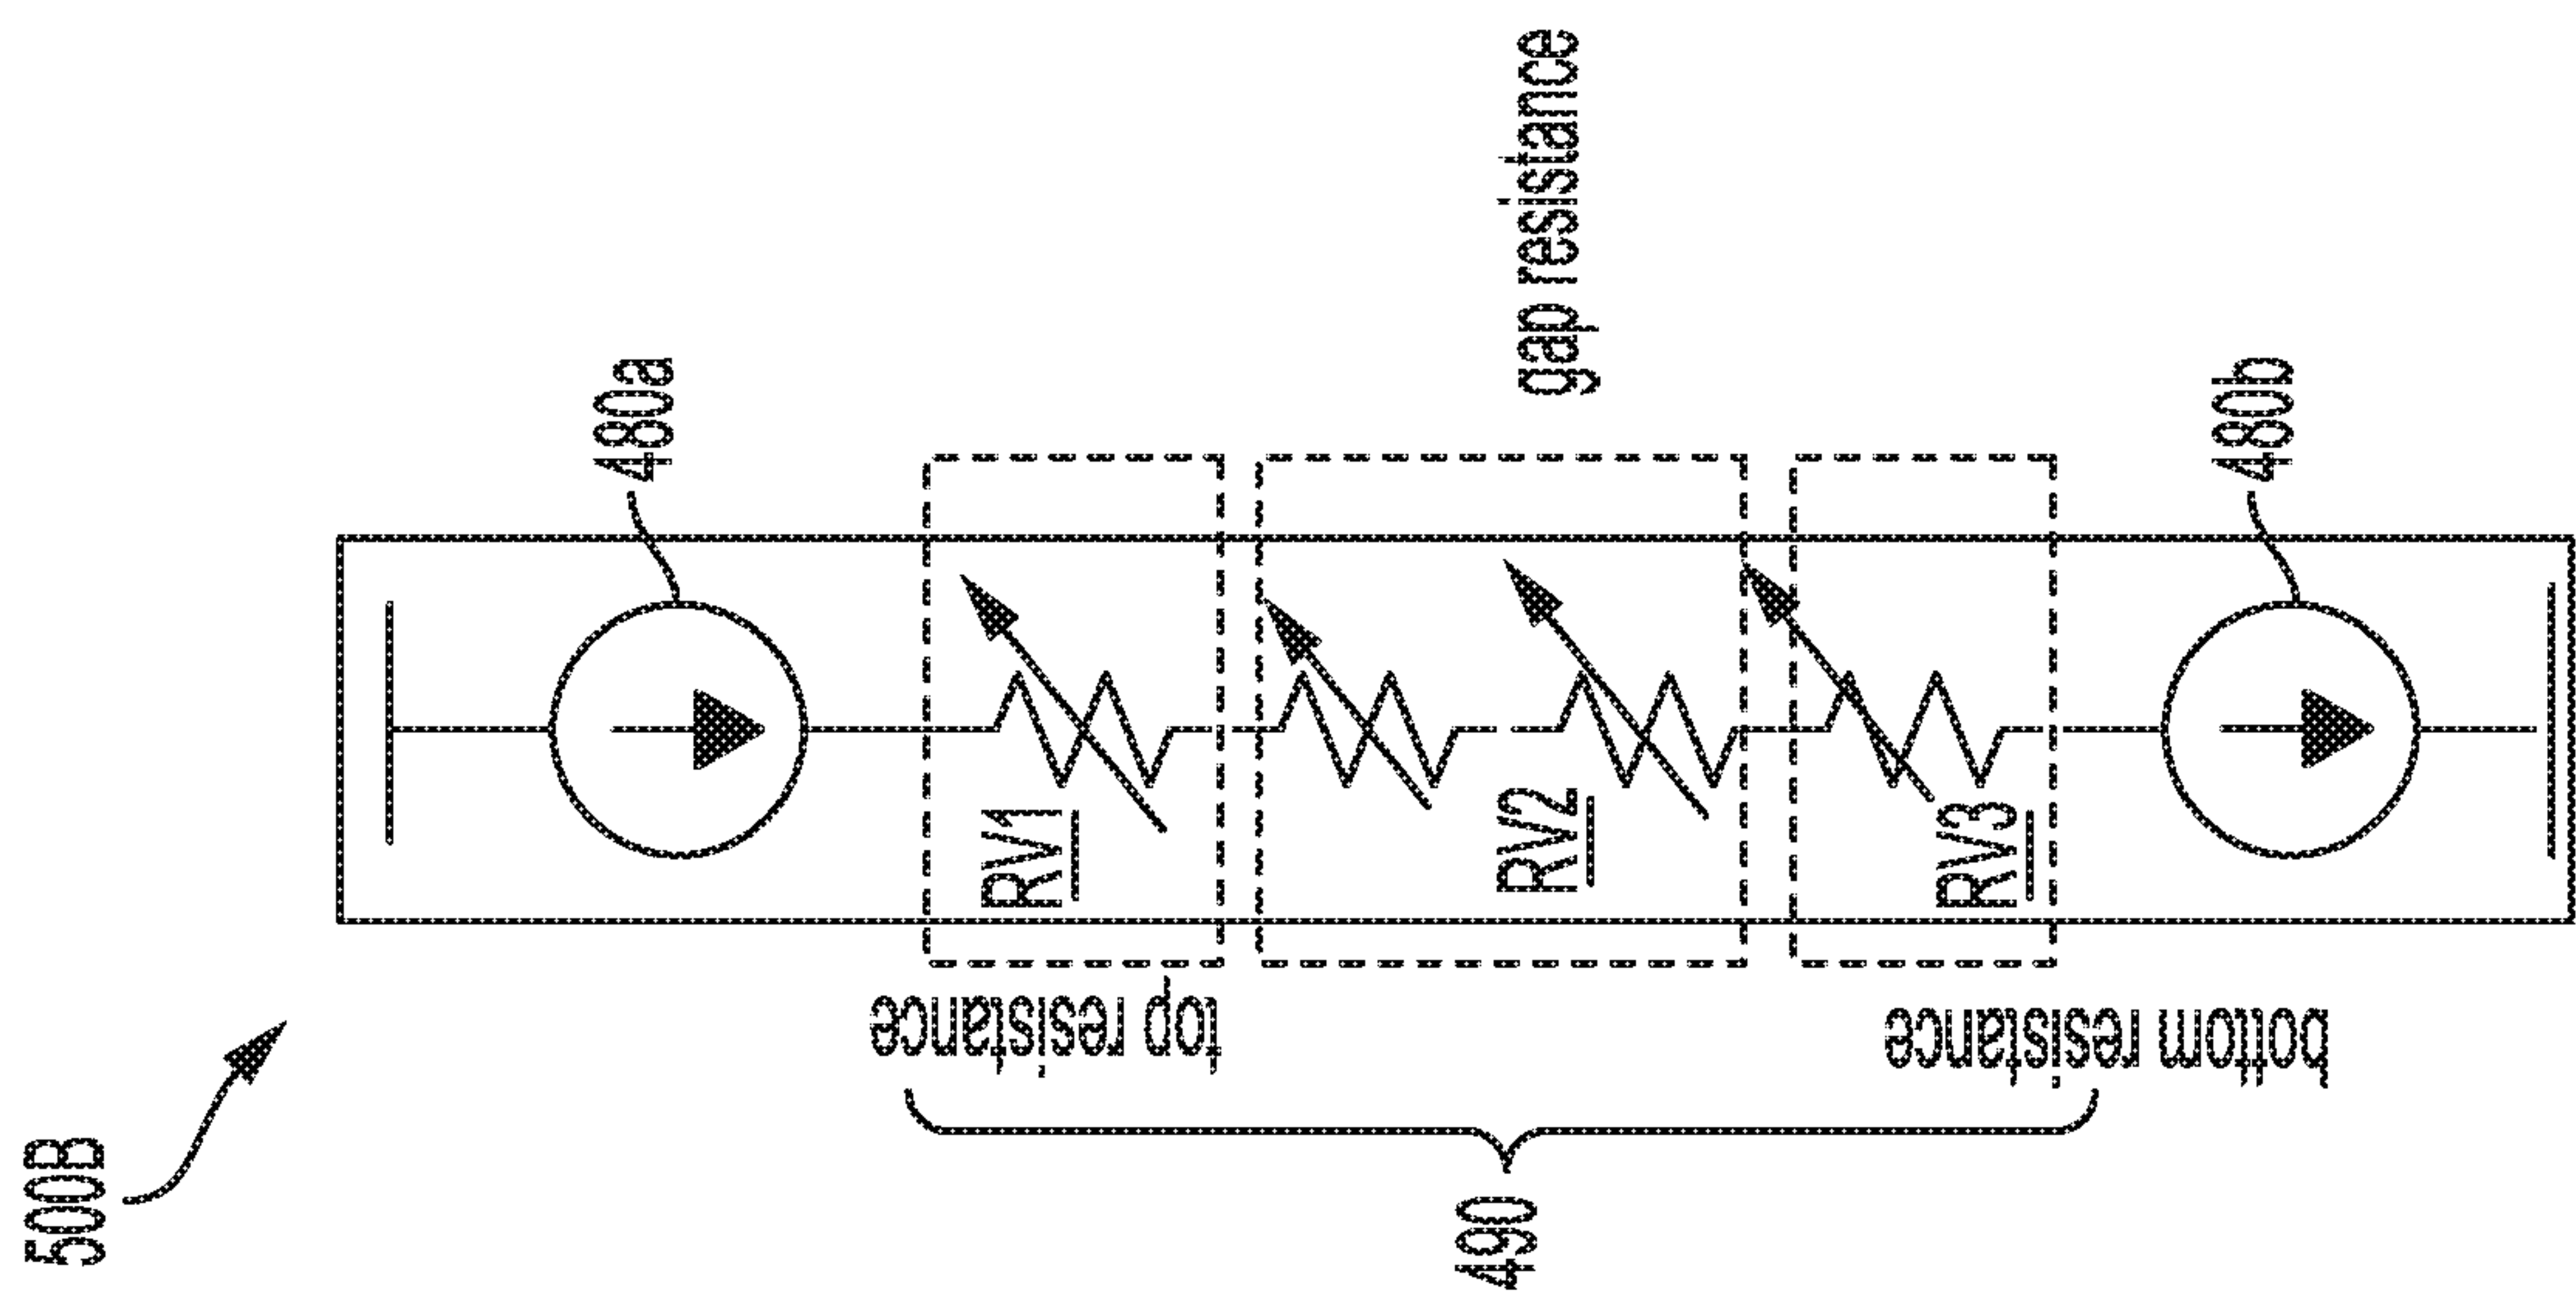 500B
480a
RV1
top resistance
gap resistance
RV2
490
RV3
bottom resistance
480b